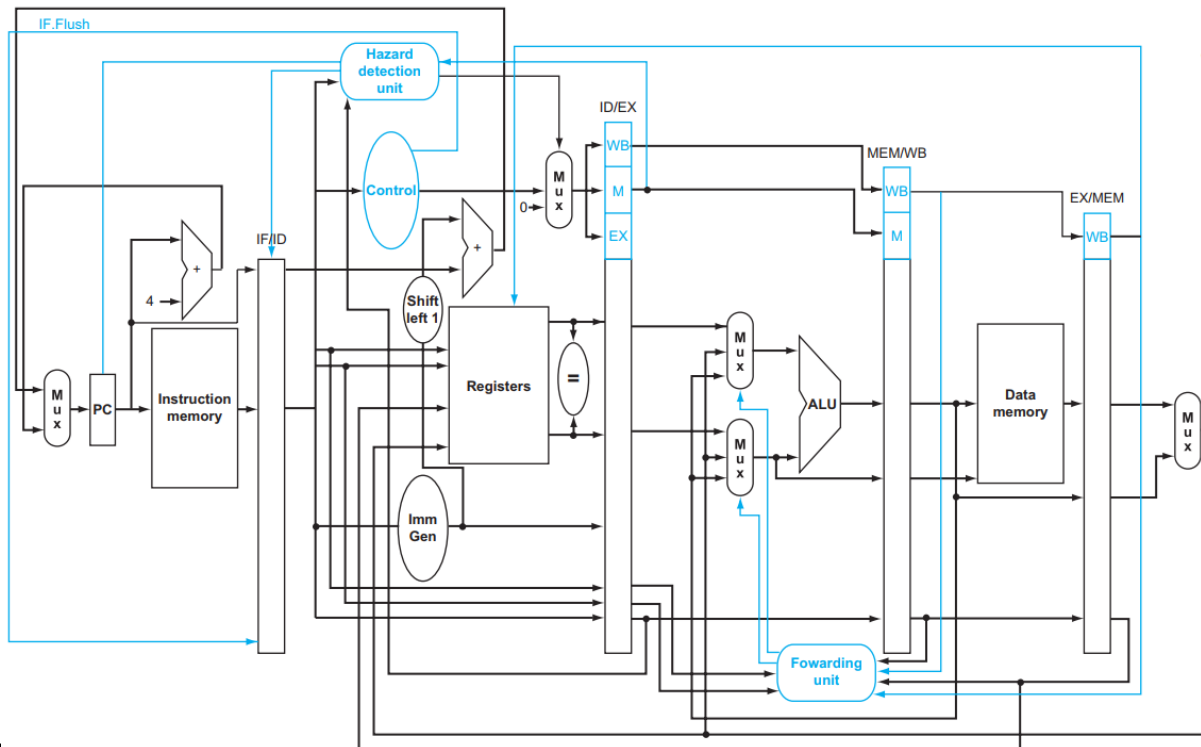 IF.Flush
Hazard
detection
unit
ID/EX
WB
M
EX
Control
M
u
x
0
MEM/WB
WB
M
EX/MEM
WB
IF/ID
+
+
4
Shift
left 1
M
u
x
PC
Instruction
memory
Registers
=
M
u
x
M
u
x
ALU
Data
memory
M
u
x
Imm
Gen
Fowarding
unit